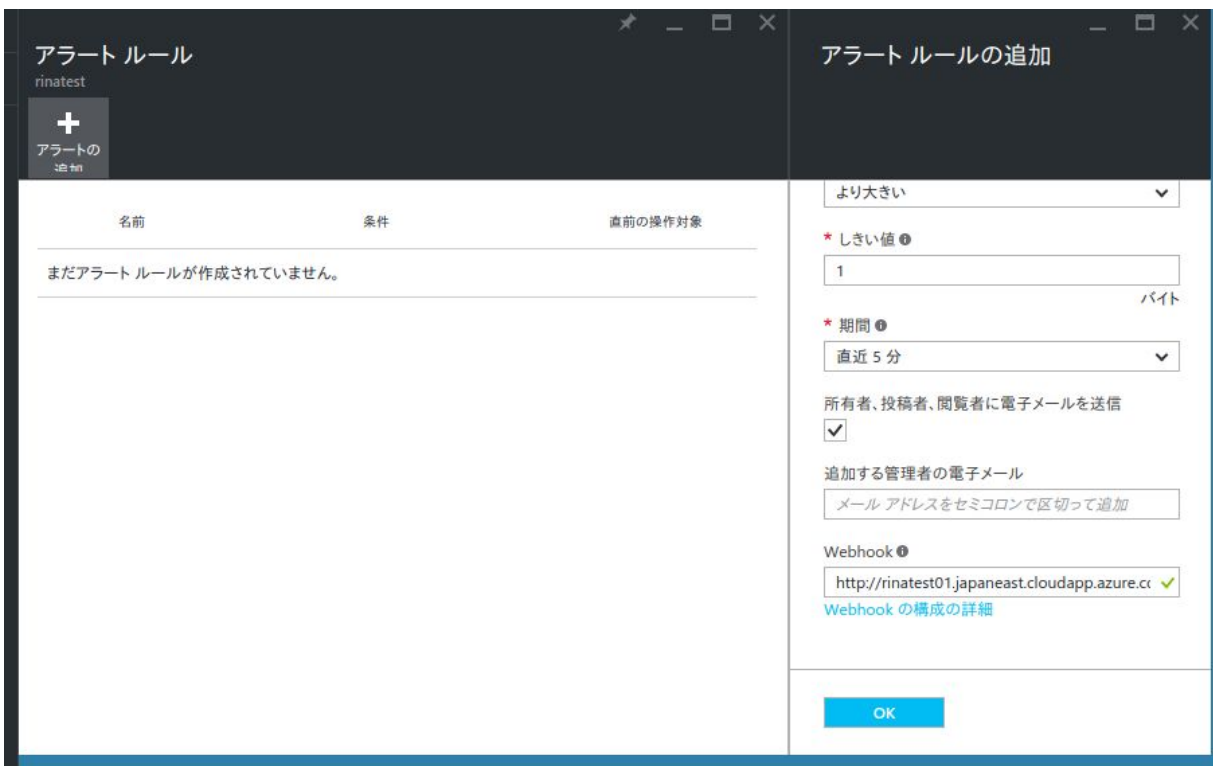 アラート ルール
rinatest
アラートの
追加
名前
条件
直前の操作対象
まだアラート ルールが作成されていません。
アラート ルールの追加
より大きい
* しきい値
1
バイト
* 期間
直近 5 分
所有者、投稿者、閲覧者に電子メールを送信
追加する管理者の電子メール
メール アドレスをセミコロンで区切って追加
Webhook
http://rinatest01.japaneast.cloudapp.azure.cc
Webhook の構成の詳細
OK